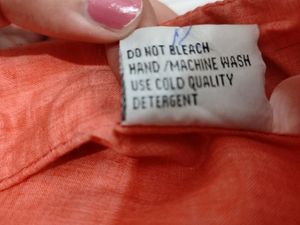 DO NOT BLEACH
HAND /MACHINE WASH
USE COLD QUALITY
DETERGENT